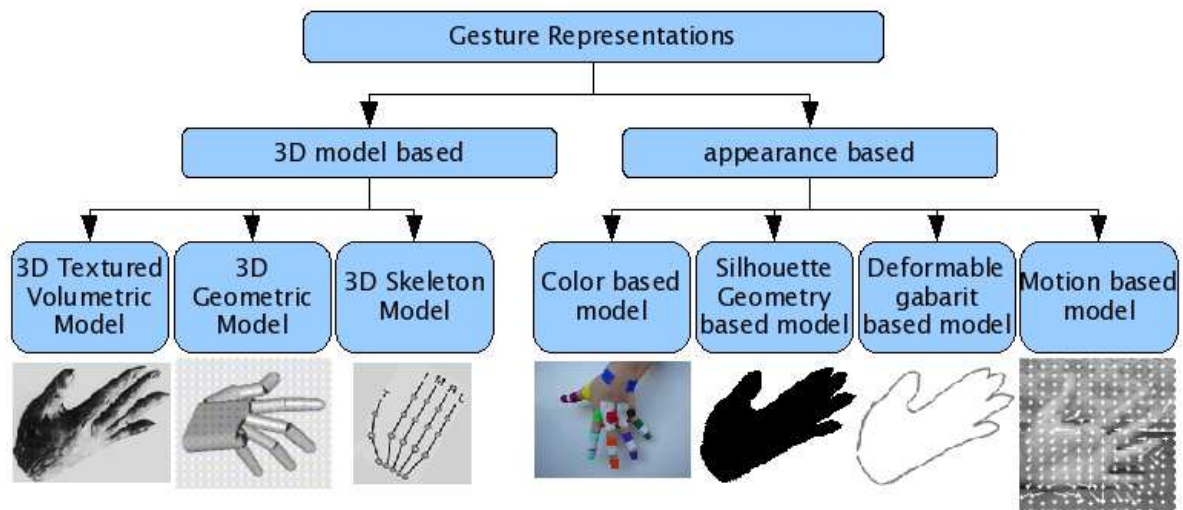 Gesture Representations
3D model based
appearance based
3D Textured
Volumetric
Model
3D
Geometric
Model
3D Skeleton
Model
Color based
model
Silhouette
Geometry
based model
Deformable
gabarit
based model
Motion based
model
T I M R L